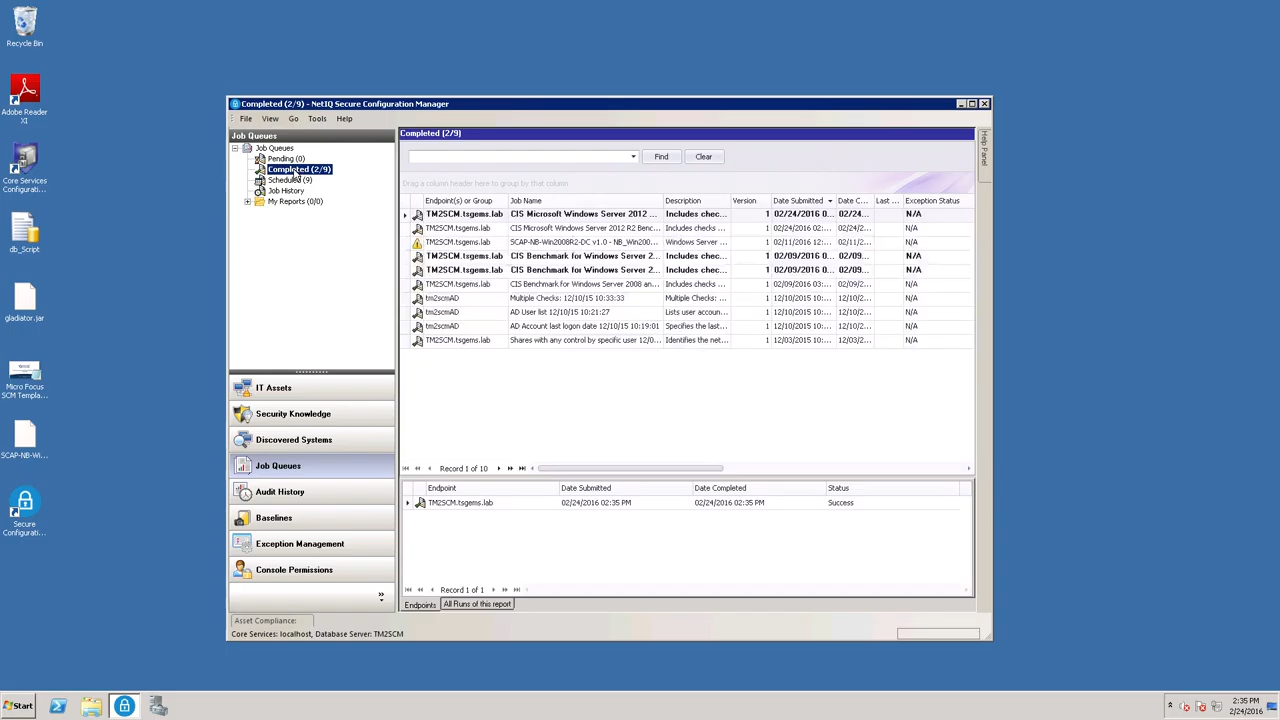 Recycle Bin
Adobe Reader
XI
Core Services
Configurati...
db_Script
gladiator.jar
Micro Focus
SCM Templa...
SCAP-NB-Wi...
Secure
Configurati...
Completed (2/9) - NetIQ Secure Configuration Manager
File View Go Tools Help
Job Queues
Job Queues
Pending (0)
Completed (2/9)
Scheduled (9)
Job History
My Reports (0/0)
IT Assets
Security Knowledge
Discovered Systems
Job Queues
Audit History
Baselines
Exception Management
Console Permissions
Completed (2/9)
Find Clear
Help Panel
Drag a column header here to group by that column
Endpoint(s) or Group Job Name Description Version Date Submitted Date C... Last ... Exception Status
TM2SCM.tsgems.lab CIS Microsoft Windows Server 2012 ... Includes chec... 1 02/24/2016 0... 02/24... N/A
TM2SCM.tsgems.lab CIS Microsoft Windows Server 2012 R2 Benc... Includes checks ... 1 02/24/2016 02:... 02/24/2... N/A
TM2SCM.tsgems.lab SCAP-NB-Win2008R2-DC v1.0 - NB_Win200... Windows Server ... 1 02/11/2016 12:... 02/11/2... N/A
TM2SCM.tsgems.lab CIS Benchmark for Windows Server 2... Includes chec... 1 02/09/2016 03... 02/09... N/A
TM2SCM.tsgems.lab CIS Benchmark for Windows Server 2... Includes chec... 1 02/09/2016 03... 02/09... N/A
TM2SCM.tsgems.lab CIS Benchmark for Windows Server 2008 an... Includes checks ... 1 02/09/2016 03:... 02/09/2... N/A
tm2scmAD Multiple Checks: 12/10/15 10:33:33 Multiple Checks: ... 1 12/10/2015 10:... 12/10/2... N/A
tm2scmAD AD User list 12/10/15 10:21:27 Lists user accoun... 1 12/10/2015 10:... 12/10/2... N/A
tm2scmAD AD Account last logon date 12/10/15 10:19:01 Specifies the last... 1 12/10/2015 10:... 12/10/2... N/A
TM2SCM.tsgems.lab Shares with any control by specific user 12/0... Identifies the net... 1 12/03/2015 10:... 12/03/2... N/A
Record 1 of 10
Endpoint Date Submitted Date Completed Status
TM2SCM.tsgems.lab 02/24/2016 02:35 PM 02/24/2016 02:35 PM Success
Record 1 of 1
Endpoints All Runs of this report
Asset Compliance:
Core Services: localhost, Database Server: TM2SCM
Start
2:35 PM
2/24/2016